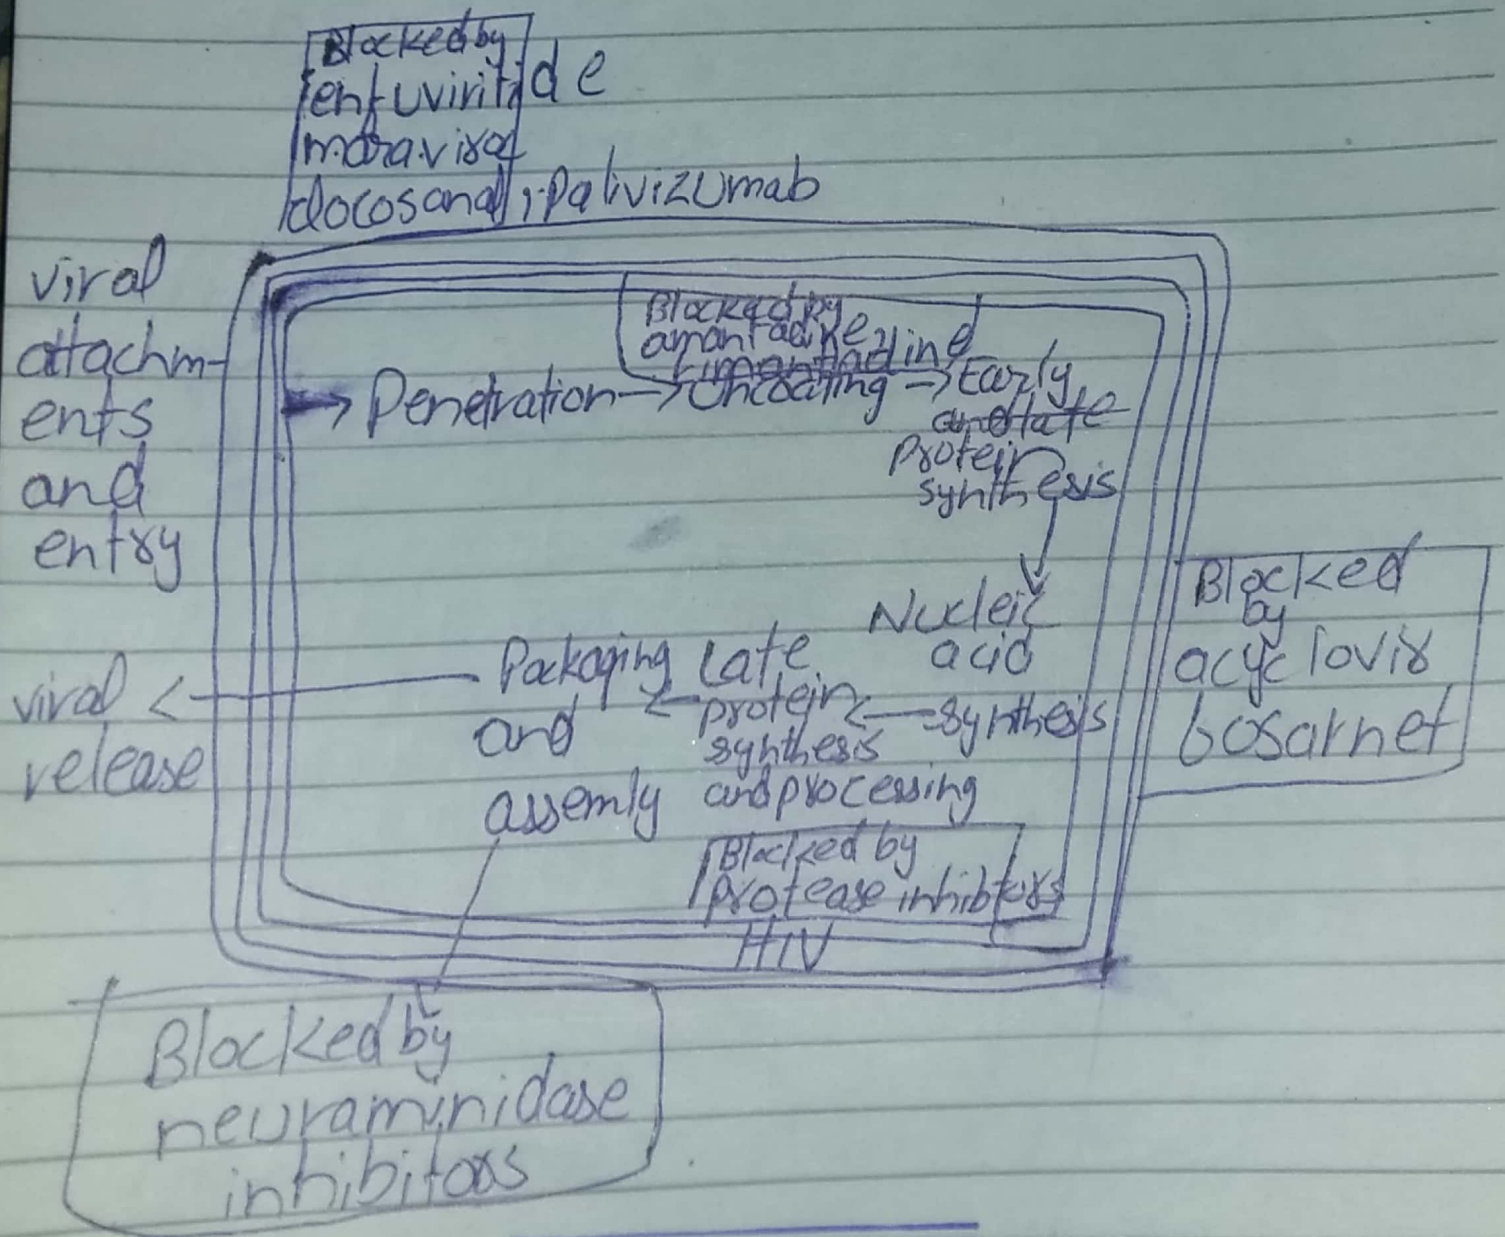 Blocked by
enfuviritide
maraviroc
docosanol, palivizumab
viral
attachm-
ents
and
entry
Blocked by
amantadine,
rimantadine
Penetration → Uncoating → Early
and late
protein
synthesis
Nucleic
acid
synthesis
Blocked
by
acyclovir
bosarnet
Late
protein
synthesis
and processing
Blocked by
protease inhibitors
HIV
Packaging
and
assemly
viral
release
Blocked by
neuraminidase
inhibitors